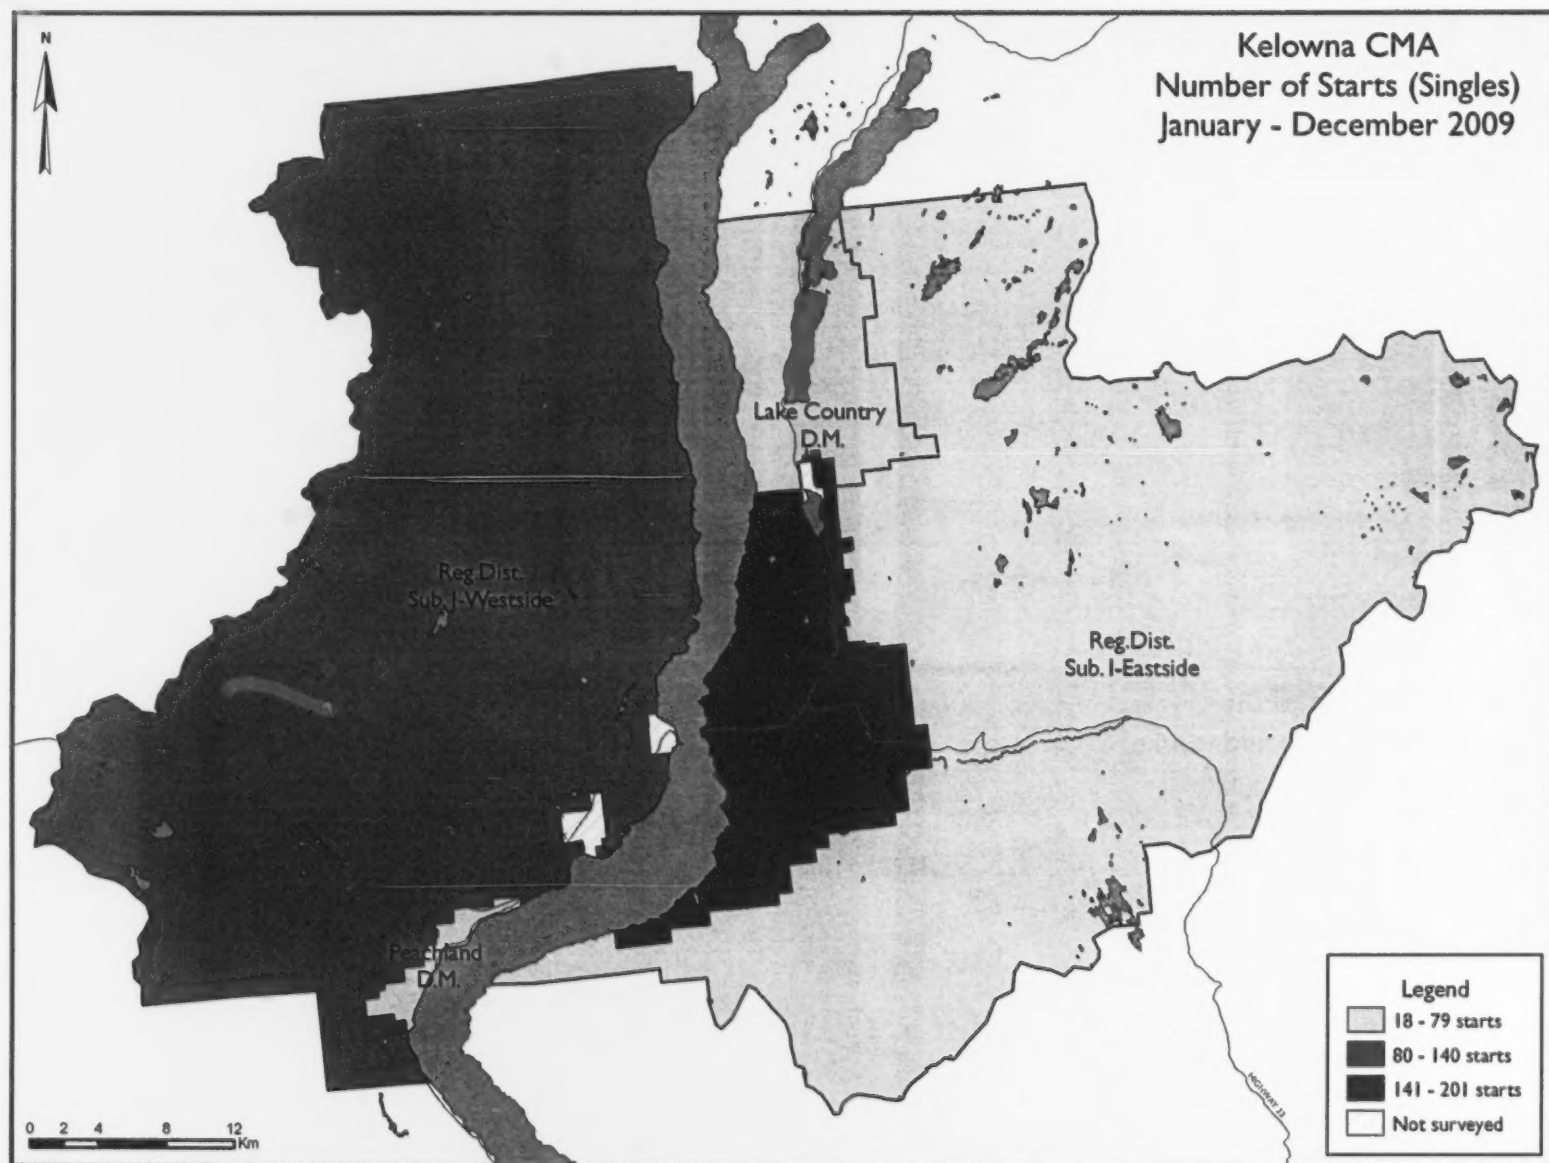 N
Kelowna CMA
Number of Starts (Singles)
January - December 2009
Lake Country
D.M.
Reg.Dist.
Sub. J-Westside
Reg.Dist.
Sub. I-Eastside
Peachland
D.M.
HIGHWAY 33
Legend
18 - 79 starts
80 - 140 starts
141 - 201 starts
Not surveyed
0 2 4 8 12
Km